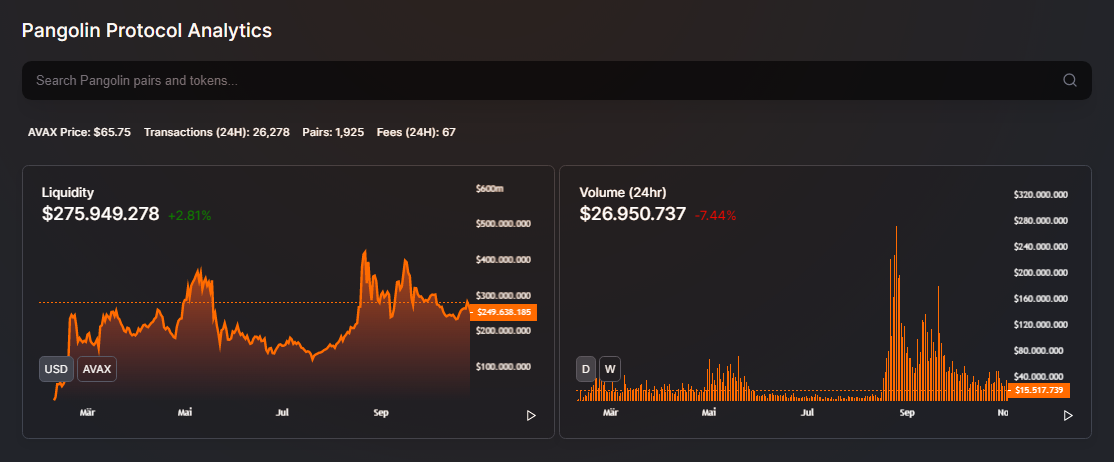 Pangolin Protocol Analytics
Search Pangolin pairs and tokens...
AVAX Price: $65.75 Transactions (24H): 26,278 Pairs: 1,925 Fees (24H): 67
Liquidity
$275.949.278 +2.81%
$600m
$500.000.000
$400.000.000
$300.000.000
$249.638.185
$200.000.000
$100.000.000
USD AVAX
Mär Mai Jul Sep
Volume (24hr)
$26.950.737 -7.44%
$320.000.000
$280.000.000
$240.000.000
$200.000.000
$160.000.000
$120.000.000
$80.000.000
$40.000.000
$15.517.739
D W
Mär Mai Jul Sep No